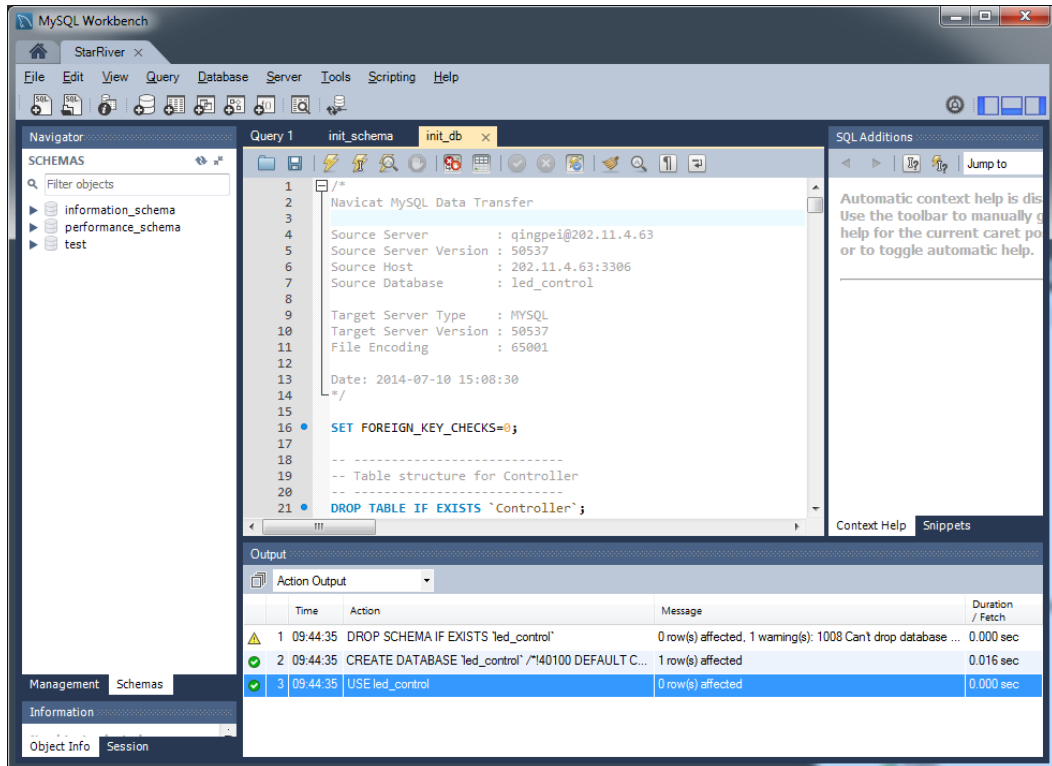 MySQL Workbench
StarRiver
File Edit View Query Database Server Tools Scripting Help
Navigator
SCHEMAS
Filter objects
information_schema
performance_schema
test
Management Schemas
Information
Object Info Session
Query 1 init_schema init_db
1 /*
2 Navicat MySQL Data Transfer
3
4 Source Server : qingpei@202.11.4.63
5 Source Server Version : 50537
6 Source Host : 202.11.4.63:3306
7 Source Database : led_control
8
9 Target Server Type : MYSQL
10 Target Server Version : 50537
11 File Encoding : 65001
12
13 Date: 2014-07-10 15:08:30
14 */
15
16 SET FOREIGN_KEY_CHECKS=0;
17
18 -- ----------------------------
19 -- Table structure for Controller
20 -- ----------------------------
21 DROP TABLE IF EXISTS `Controller`;
SQL Additions
Jump to
Automatic context help is dis
Use the toolbar to manually g
help for the current caret po
or to toggle automatic help.
Context Help Snippets
Output
Action Output
Time Action Message Duration / Fetch
1 09:44:35 DROP SCHEMA IF EXISTS `led_control` 0 row(s) affected, 1 warning(s): 1008 Can't drop database ... 0.000 sec
2 09:44:35 CREATE DATABASE `led_control` /*!40100 DEFAULT C... 1 row(s) affected 0.016 sec
3 09:44:35 USE led_control 0 row(s) affected 0.000 sec